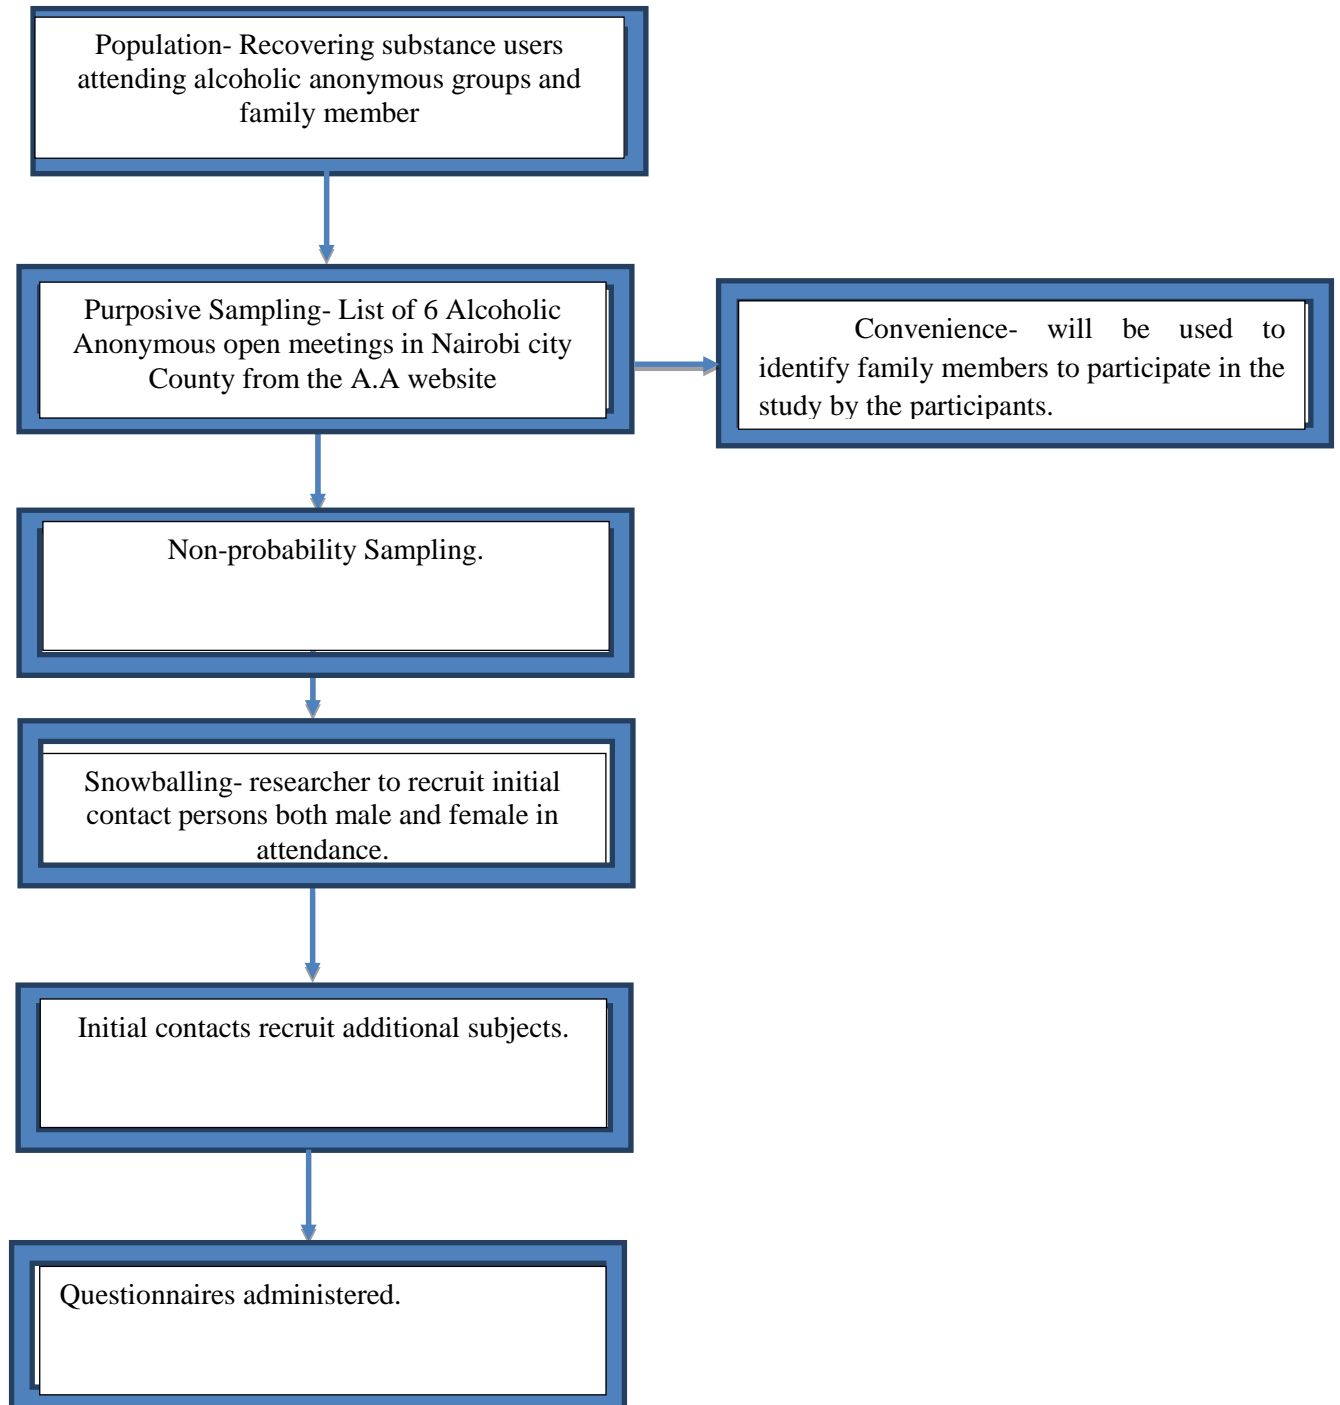 Population- Recovering substance users
attending alcoholic anonymous groups and
family member
Purposive Sampling- List of 6 Alcoholic
Anonymous open meetings in Nairobi city
County from the A.A website
Convenience- will be used to
identify family members to participate in the
study by the participants.
Non-probability Sampling.
Snowballing- researcher to recruit initial
contact persons both male and female in
attendance.
Initial contacts recruit additional subjects.
Questionnaires administered.